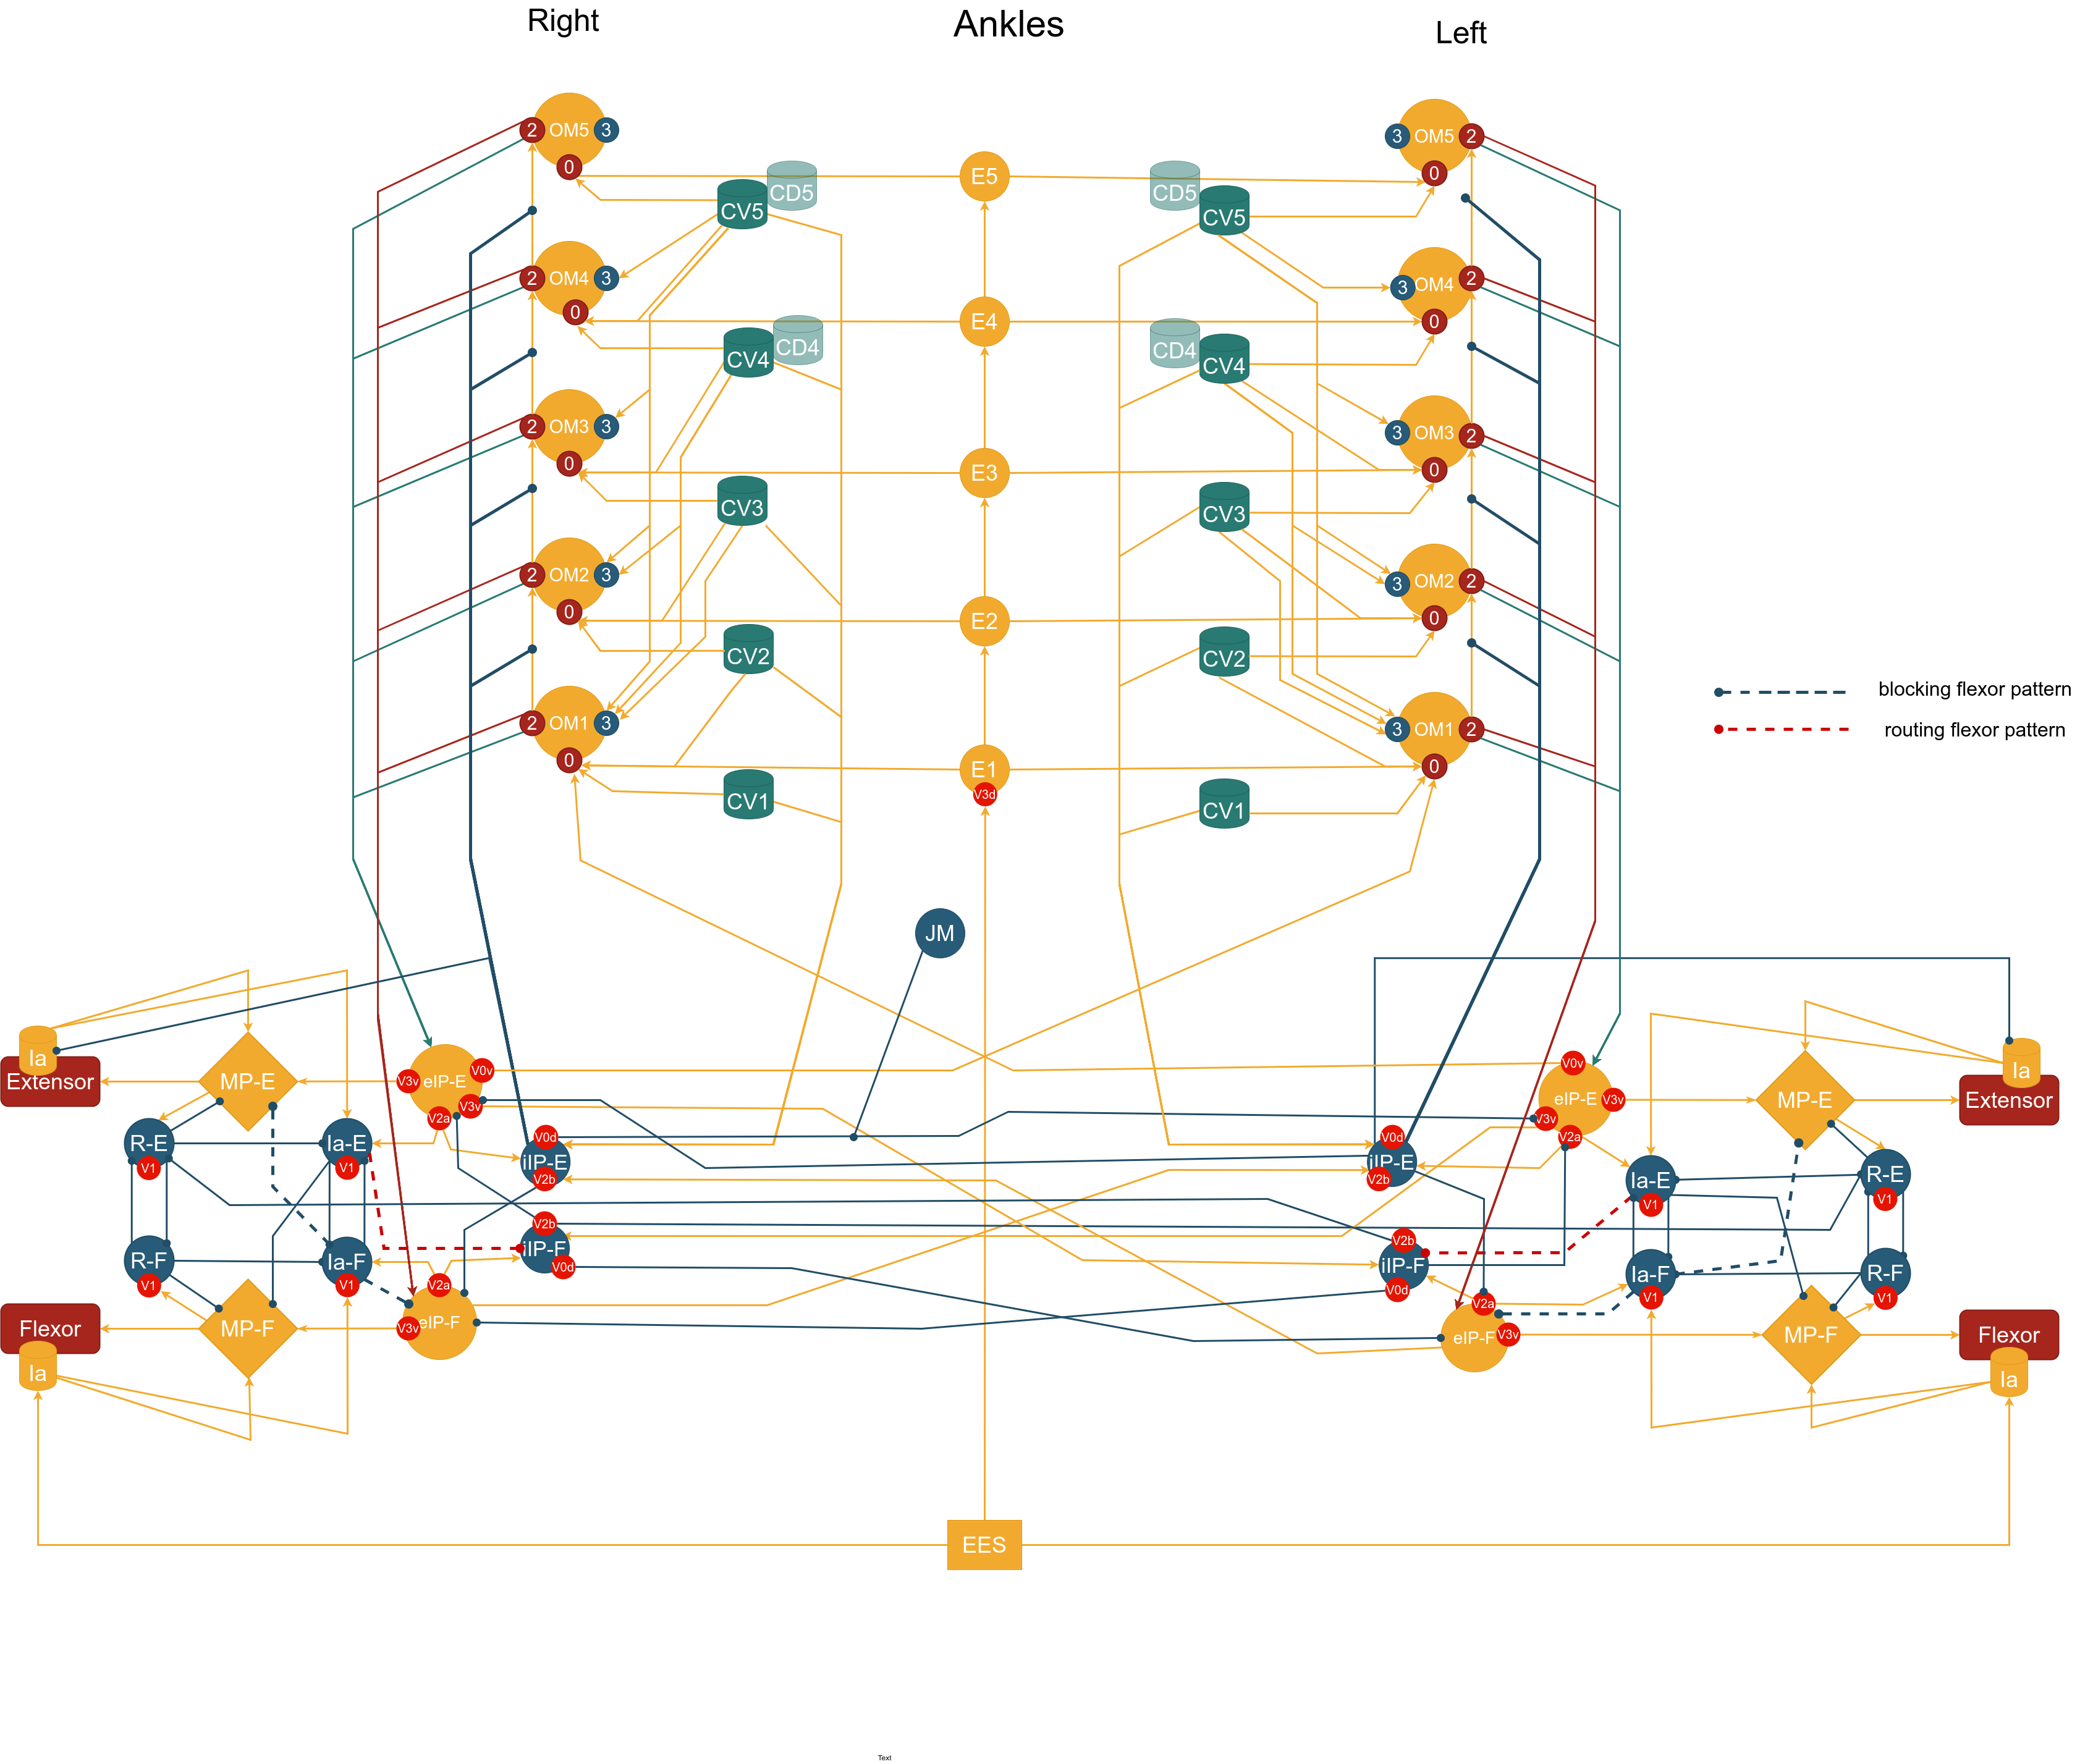 Right Ankles Left
2 OM5 3
0
3 OM5 2
0
E5
CD5
CV5
CD5
CV5
2 OM4 3
0
3 OM4 2
0
E4
CD4
CV4
CD4
CV4
2 OM3 3
0
3 OM3 2
0
E3
CV3
CV3
2 OM2 3
0
3 OM2 2
0
E2
CV2
CV2
blocking flexor pattern
routing flexor pattern
2 OM1 3
0
3 OM1 2
0
E1
V3d
CV1
CV1
JM
Ia
Extensor
MP-E
V3v eIP-E V0v
V3v
V2a
R-E
V1
Ia-E
V1
V0d
iIP-E
V2b
V2b
iIP-F
V0d
R-F
V1
Ia-F
V1
V2a
V3v eIP-F
Flexor
Ia
MP-F
V0v
eIP-E V3v
V3v
V2a
MP-E
Ia
Extensor
V0d
iIP-E
V2b
Ia-E
V1
R-E
V1
V2b
iIP-F
V0d
Ia-F
V1
R-F
V1
V2a
eIP-F V3v
MP-F
Flexor
Ia
EES
Text